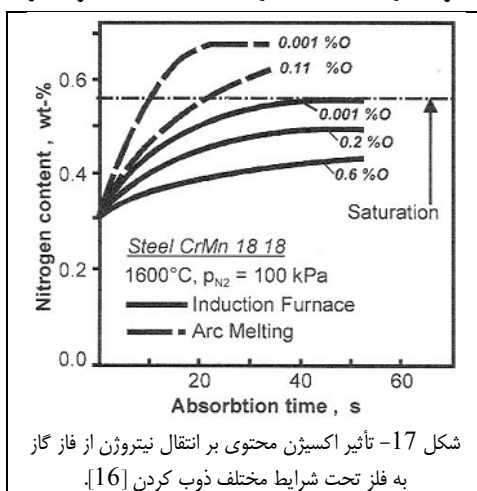 0.001 %O
0.11 %O
0.001 %O
0.2 %O
0.6 %O
Saturation
Steel CrMn 18 18
1600°C, pN2 = 100 kPa
Induction Furnace
Arc Melting
Nitrogen content, wt-%
0.6
0.4
0.2
0.0
20
40
60
Absorbtion time, s
شکل 17- تأثیر اکسیژن محتوی بر انتقال نیتروژن از فاز گاز
به فلز تحت شرایط مختلف ذوب کردن [16].